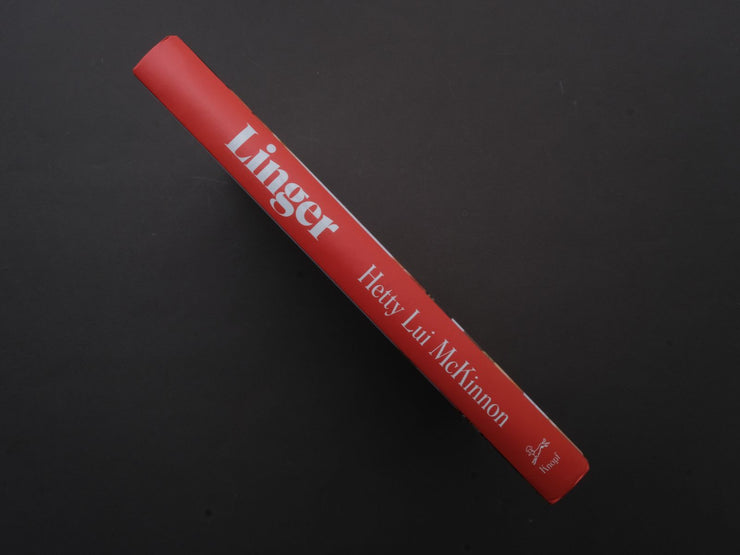 Linger
Hetty Lui McKinnon
Knopf